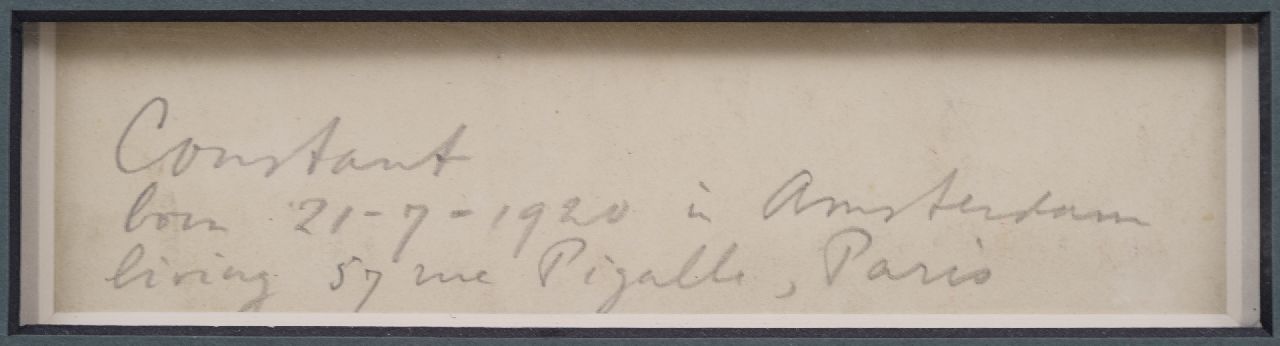 Constant
born 21-7-1920 in Amsterdam
living 57 rue Pigalle, Paris